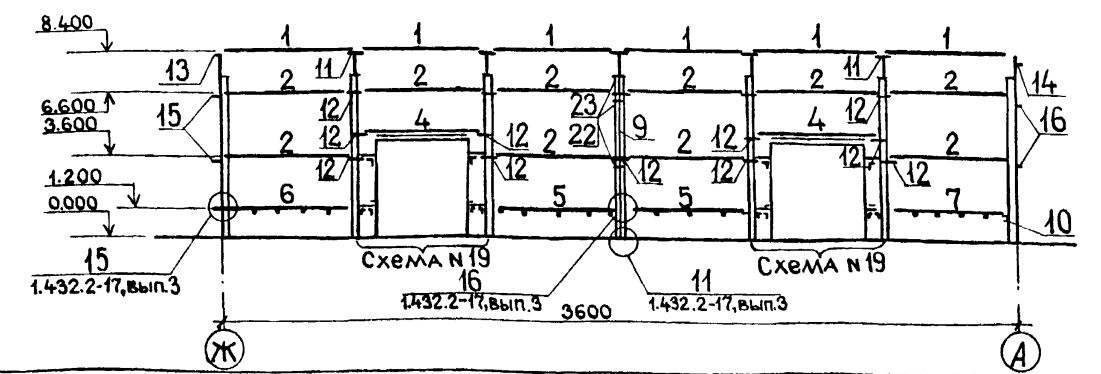 8.400
1 1 1 1 1 1
13 11 11 14
2 2 2 2 2 2
6.600
15 12 23 12 16
3.600
4 9 4
12 12 22 12 12
2 2 2 2
12 12 12 12 12
1.200
6 5 5 7
0.000
10
Схема N19 Схема N19
15
1.432.2-17, вып.3
16
1.432.2-17, вып.3
11
1.432.2-17, вып.3
3600
Ж А